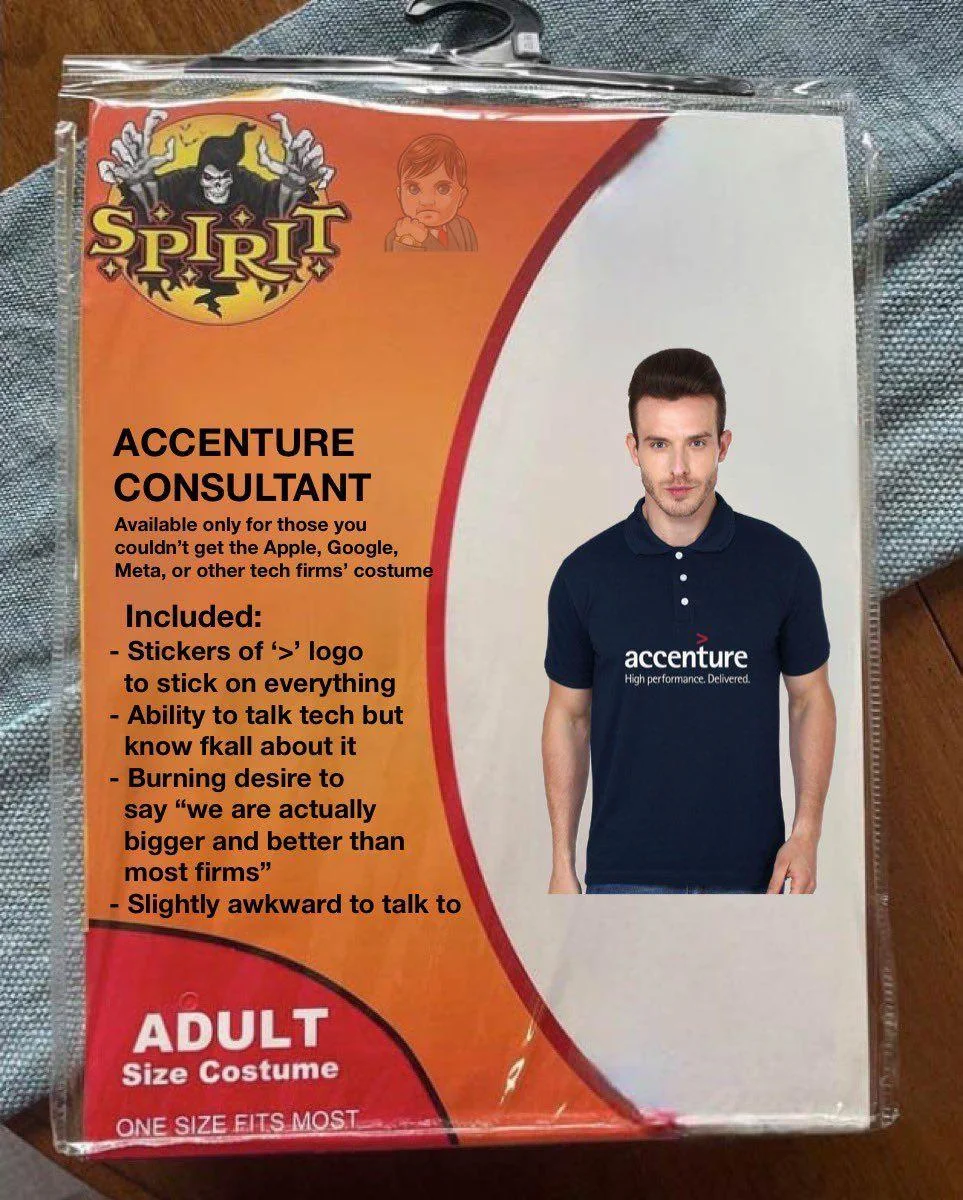 SPIRIT
ACCENTURE
CONSULTANT
Available only for those you
couldn’t get the Apple, Google,
Meta, or other tech firms’ costume
Included:
- Stickers of ‘>’ logo
to stick on everything
- Ability to talk tech but
know fkall about it
- Burning desire to
say “we are actually
bigger and better than
most firms”
- Slightly awkward to talk to
>
accenture
High performance. Delivered.
ADULT
Size Costume
ONE SIZE FITS MOST